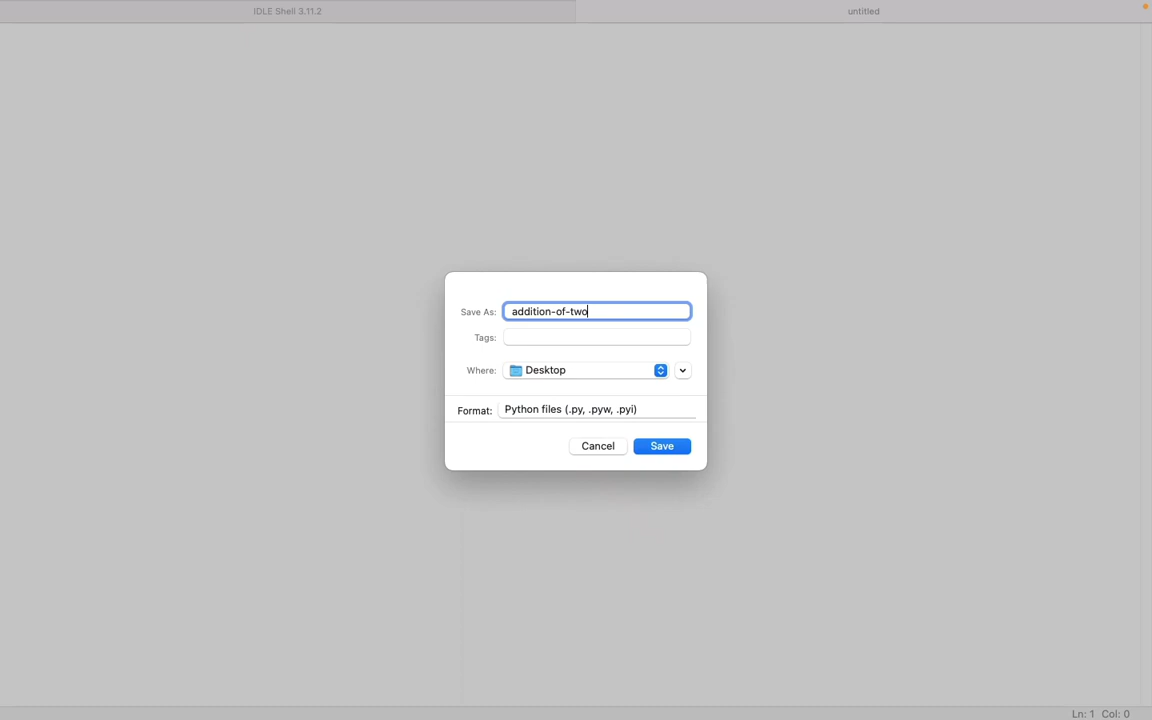 IDLE Shell 3.11.2
untitled
Save As: addition-of-two
Tags:
Where: Desktop
Format: Python files (.py, .pyw, .pyi)
Cancel Save
Ln: 1 Col: 0